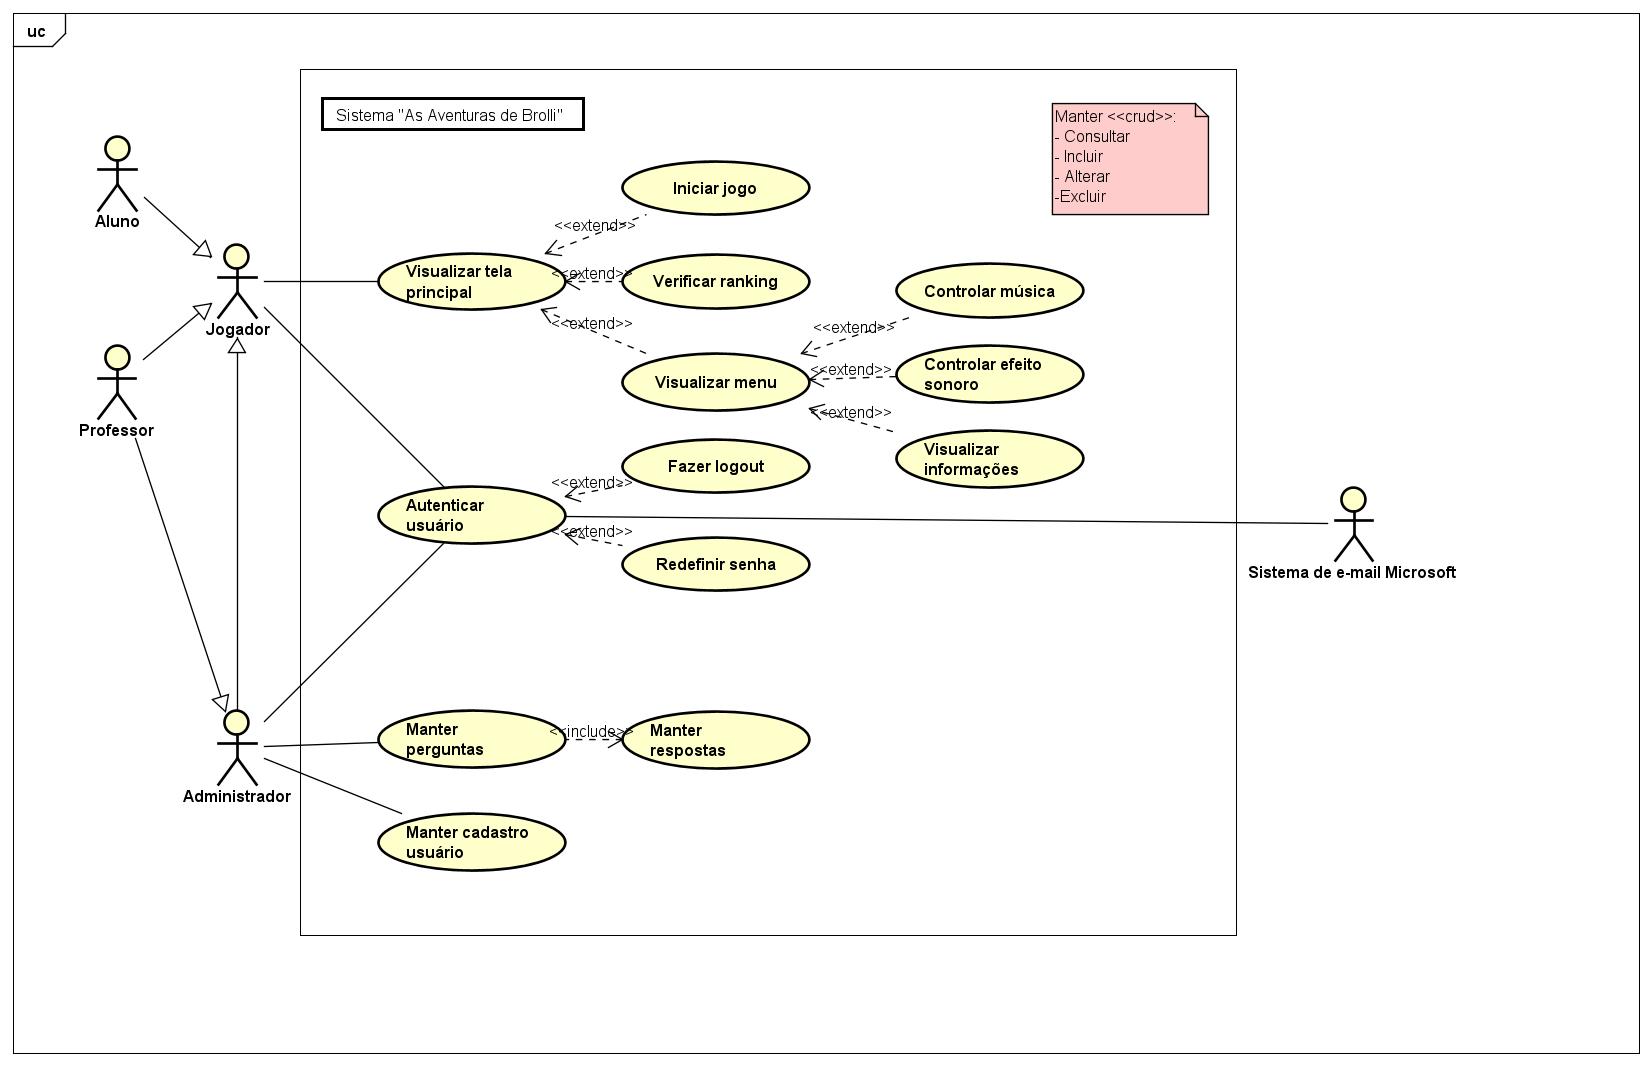 uc
Sistema "As Aventuras de Brolli"
Manter <<crud>>:
- Consultar
- Incluir
- Alterar
-Excluir
Aluno
Jogador
Professor
Administrador
Sistema de e-mail Microsoft
Iniciar jogo
<<extend>>
Visualizar tela
principal
<<extend>>
Verificar ranking
<<extend>>
Visualizar menu
Controlar música
<<extend>>
<<extend>>
Controlar efeito
sonoro
<<extend>>
Visualizar
informações
Fazer logout
<<extend>>
Autenticar
usuário
<<extend>>
Redefinir senha
Manter
perguntas
<<include>>
Manter
respostas
Manter cadastro
usuário